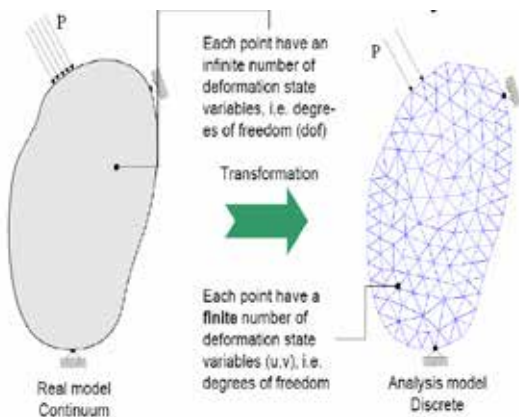 P
Each point have an
infinite number of
deformation state
variables, i.e. degre-
es of freedom (dof)
P
Transformation
Each point have a
finite number of
deformation state
variables (u,v), i.e.
degrees of freedom
Real model
Continuum
Analysis model
Discrete